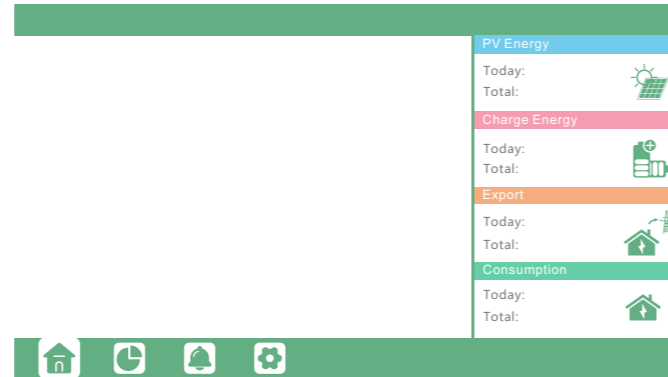 PV Energy
Today:
Total:
Charge Energy
Today:
Total:
Export
Today:
Total:
Consumption
Today:
Total: